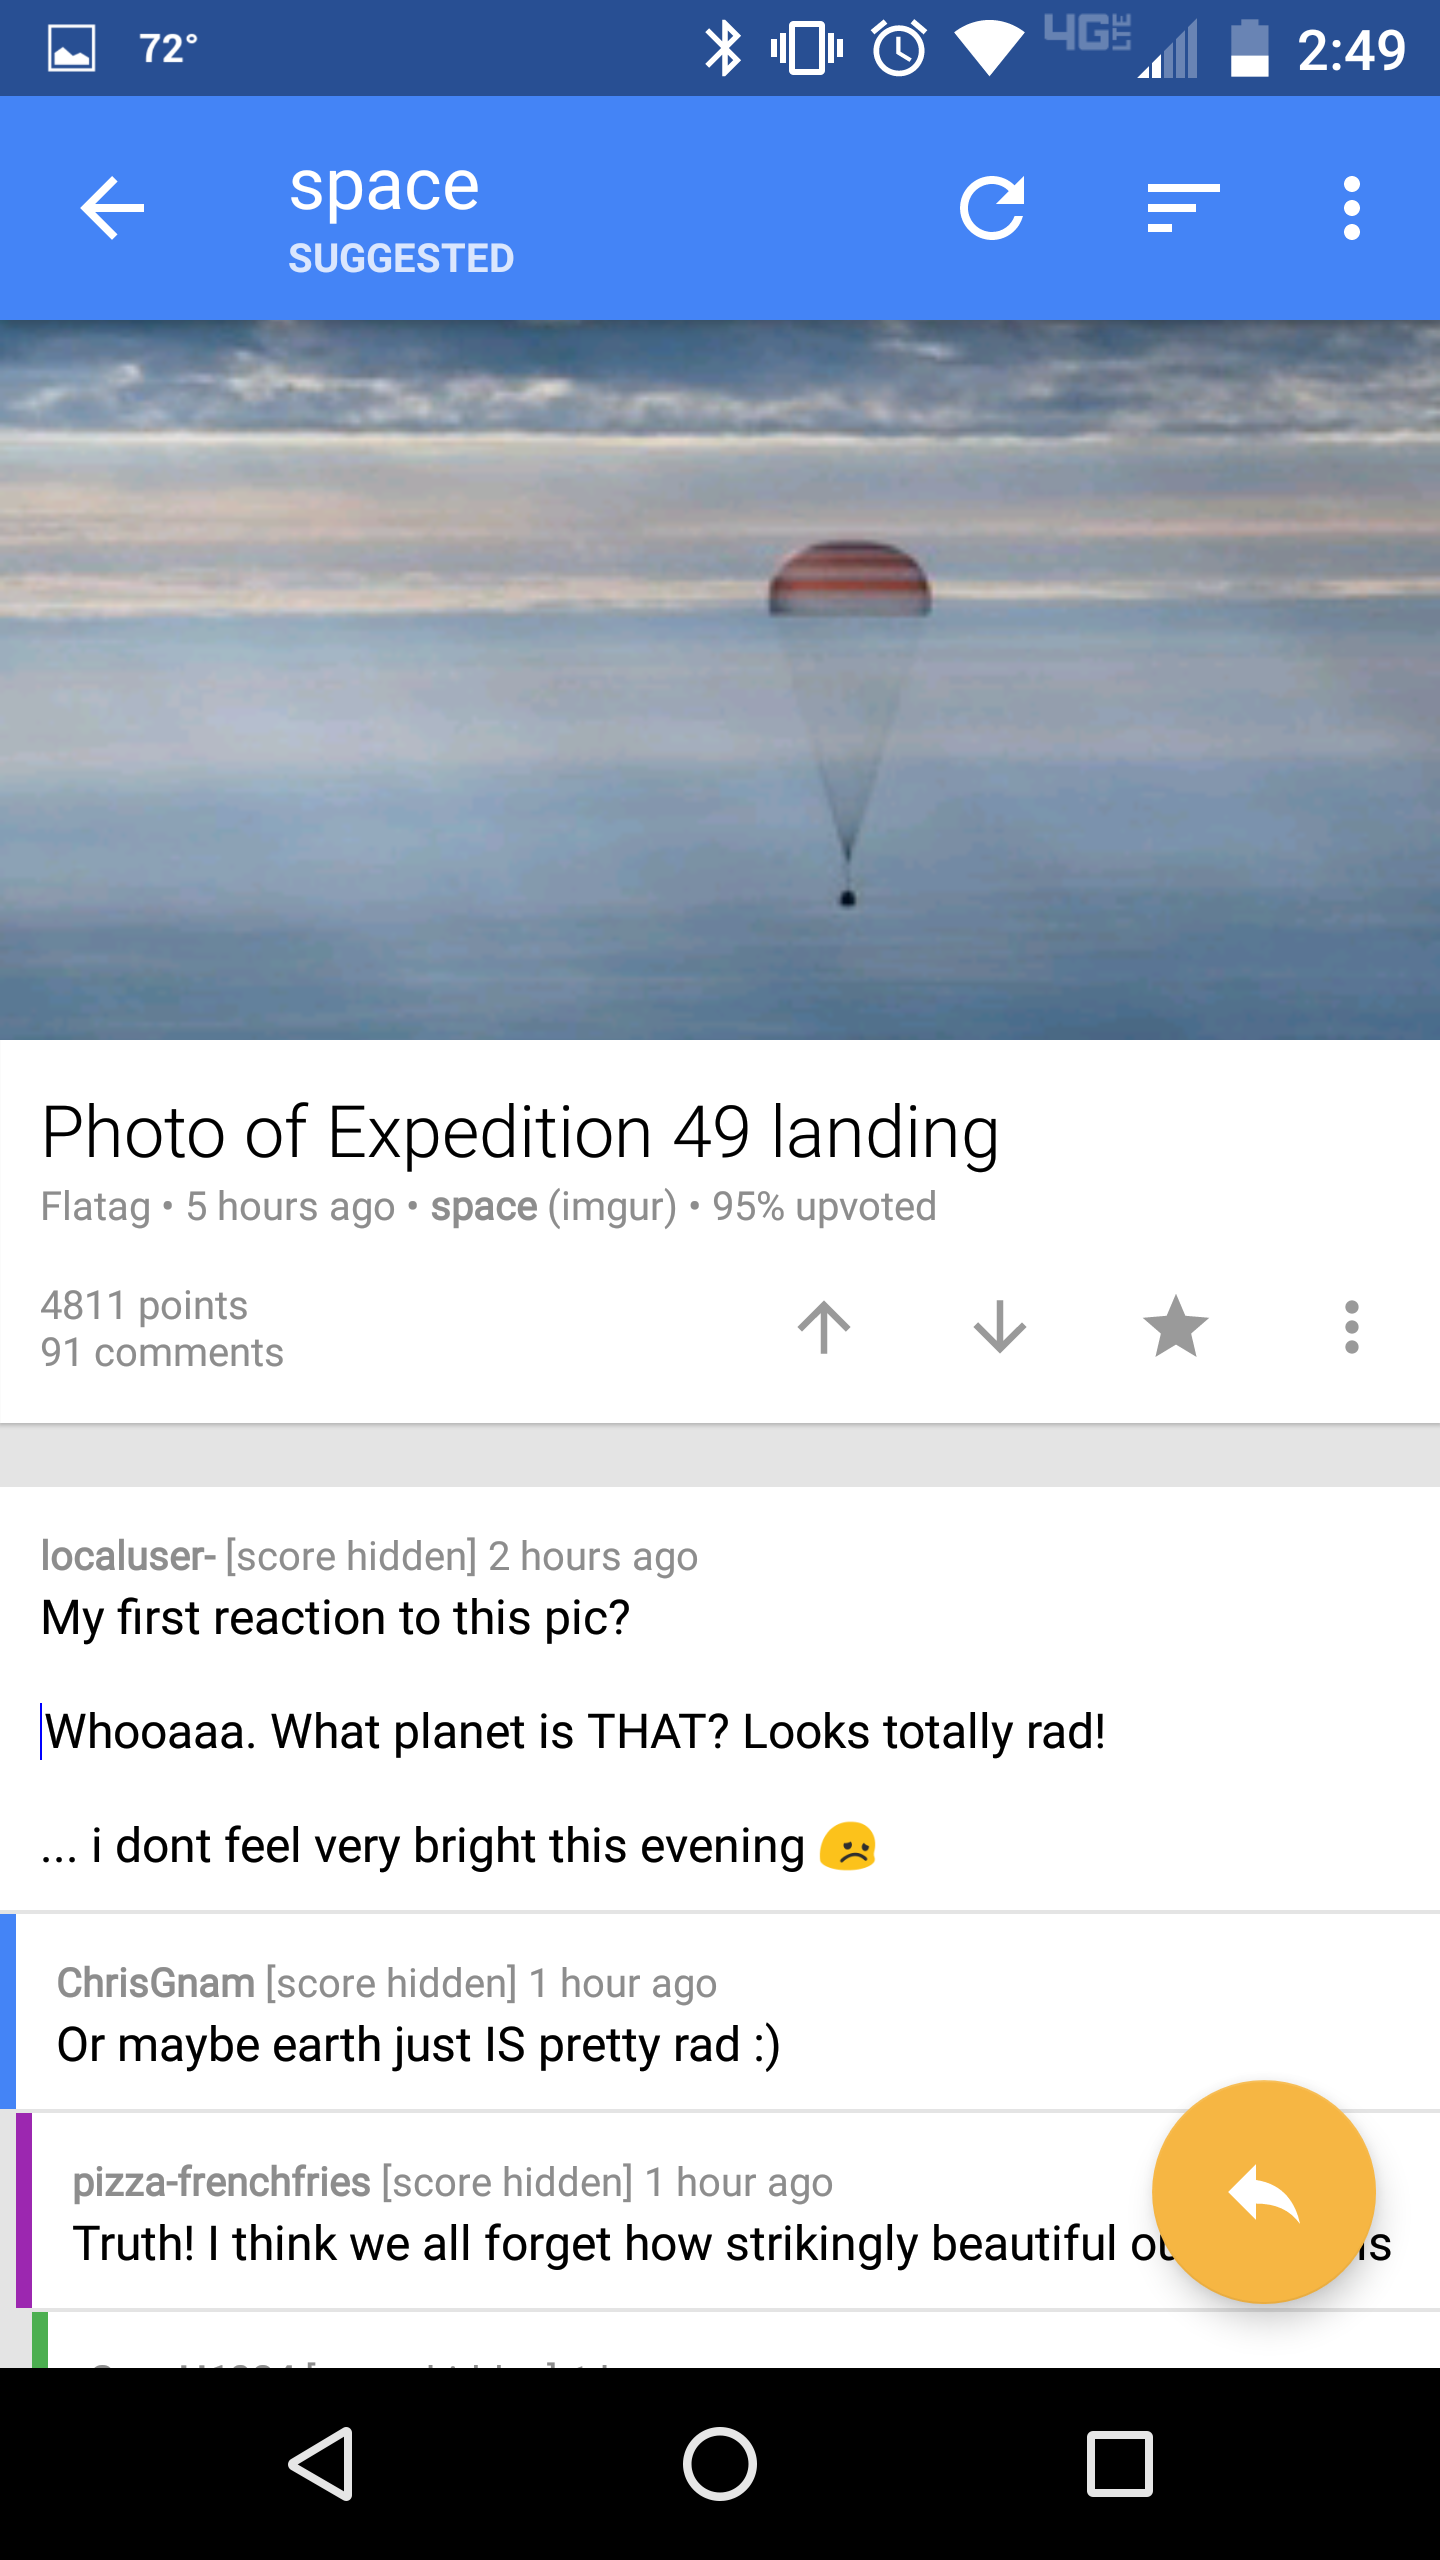 72°
4G LTE
2:49
space
SUGGESTED
Photo of Expedition 49 landing
Flatag • 5 hours ago • space (imgur) • 95% upvoted
4811 points
91 comments
localuser- [score hidden] 2 hours ago
My first reaction to this pic?
Whooaaa. What planet is THAT? Looks totally rad!
... i dont feel very bright this evening 😞
ChrisGnam [score hidden] 1 hour ago
Or maybe earth just IS pretty rad :)
pizza-frenchfries [score hidden] 1 hour ago
Truth! I think we all forget how strikingly beautiful